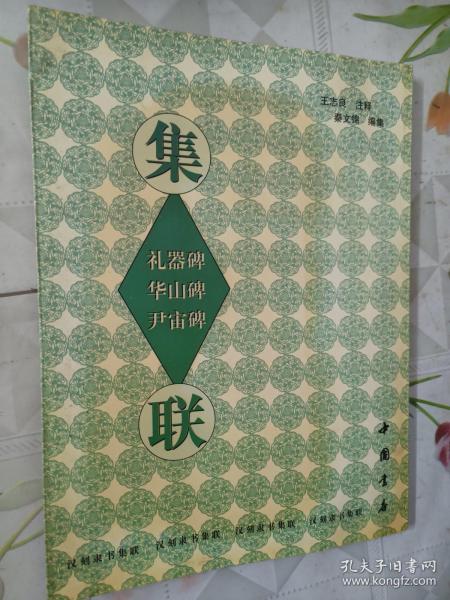 王志良 注释
秦文锦 编集
集
礼器碑
华山碑
尹宙碑
联
中国书店
汉刻隶书集联 汉刻隶书集联 汉刻隶书集联 汉刻隶书集联
孔夫子旧书网
www.kongfz.com